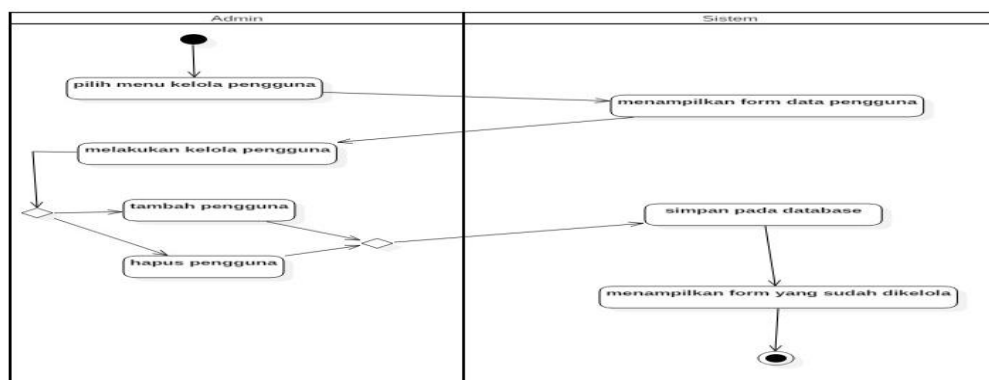 Admin
Sistem
pilih menu kelola pengguna
menampilkan form data pengguna
melakukan kelola pengguna
tambah pengguna
simpan pada database
hapus pengguna
menampilkan form yang sudah dikelola